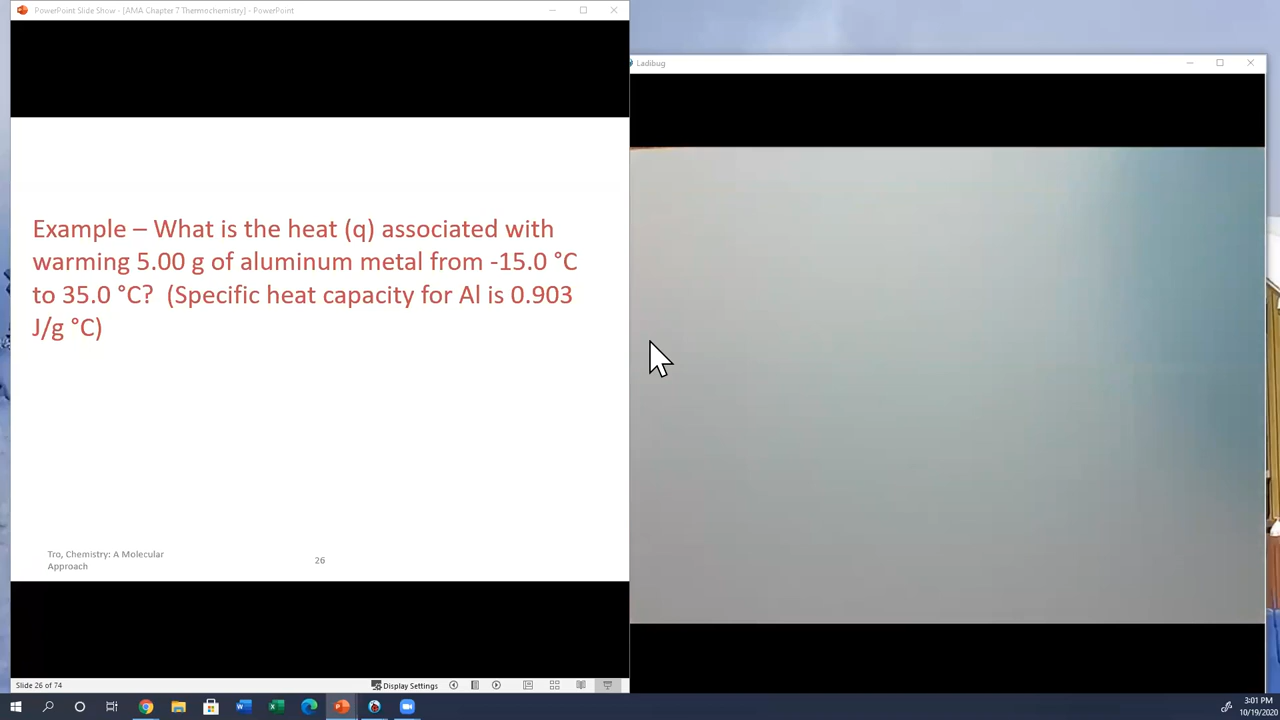 PowerPoint Slide Show - [AMA Chapter 7 Thermochemistry] - PowerPoint
Ladibug
Example – What is the heat (q) associated with
warming 5.00 g of aluminum metal from -15.0 °C
to 35.0 °C? (Specific heat capacity for Al is 0.903
J/g °C)
Tro, Chemistry: A Molecular
Approach
26
Slide 26 of 74
Display Settings
3:01 PM
10/19/2020